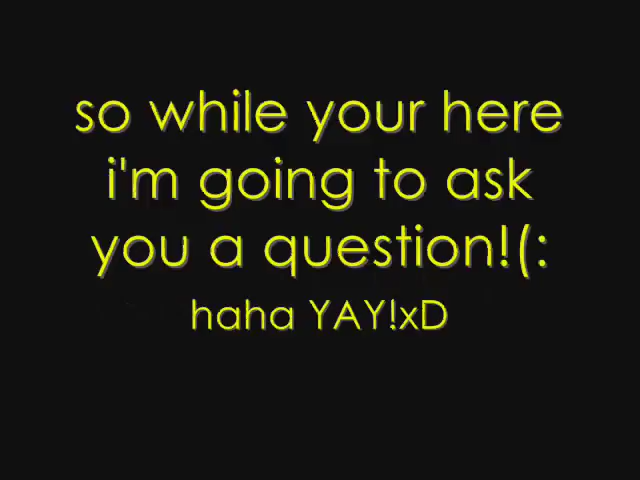 so while your here
i'm going to ask
you a question!(:
haha YAY!xD